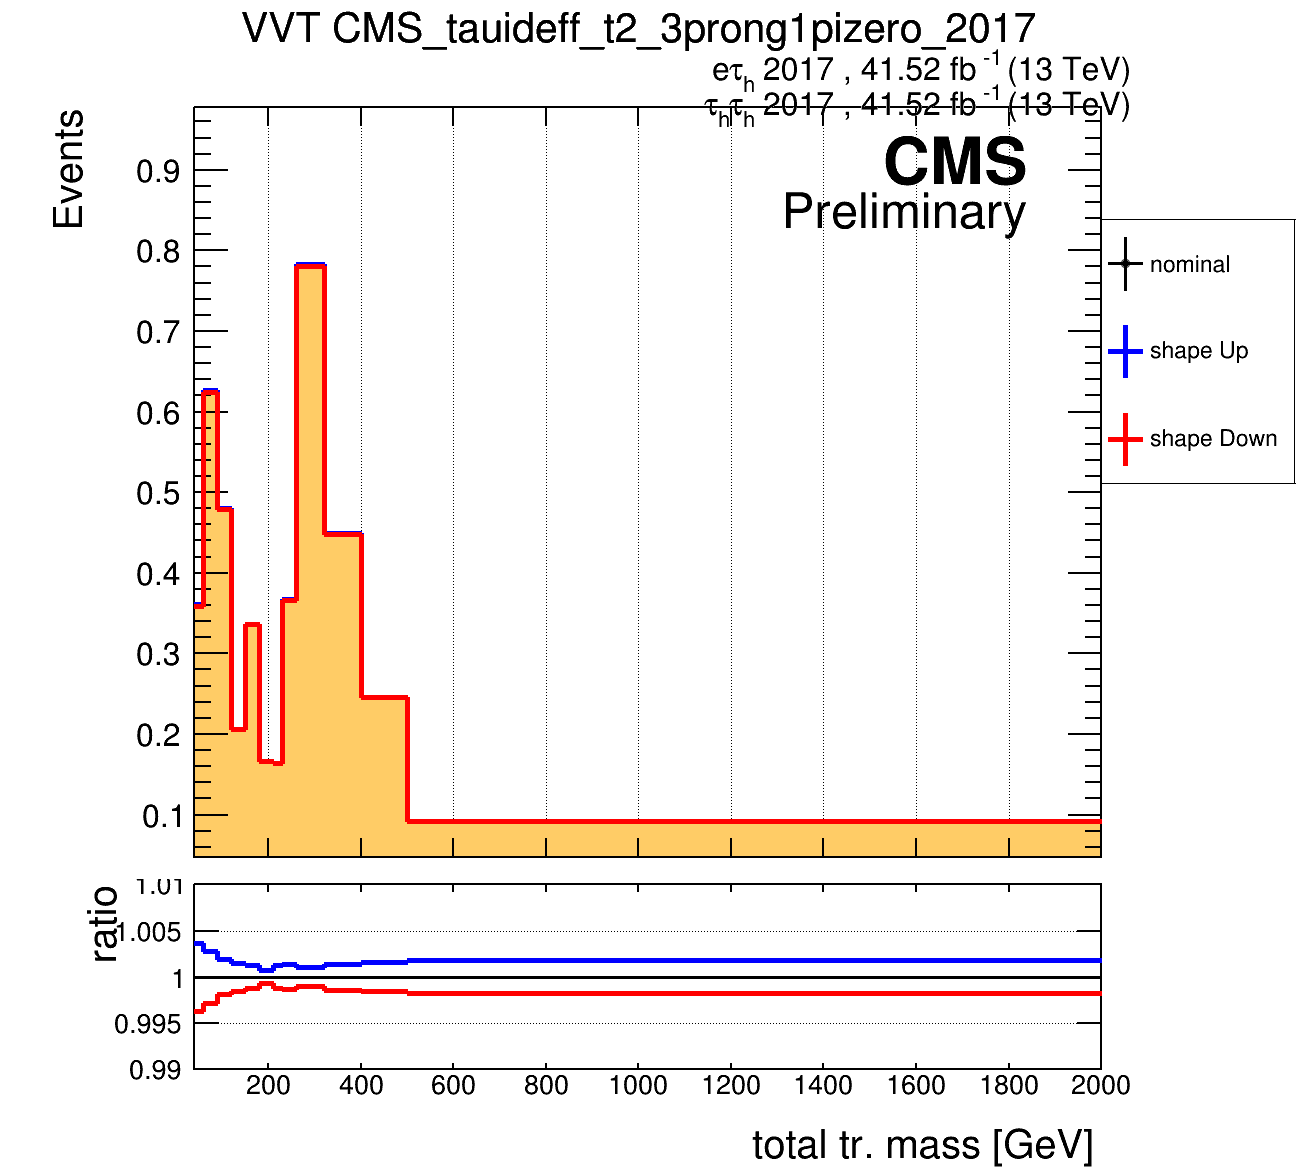 VVT CMS_tauideff_t2_3prong1pizero_2017
eτh 2017 , 41.52 fb -1 (13 TeV)
τhτh 2017 , 41.52 fb -1 (13 TeV)
CMS
Preliminary
Events
0.9
0.8
0.7
0.6
0.5
0.4
0.3
0.2
0.1
nominal
shape Up
shape Down
ratio
1.01
1.005
1
0.995
0.99
200 400 600 800 1000 1200 1400 1600 1800 2000
total tr. mass [GeV]